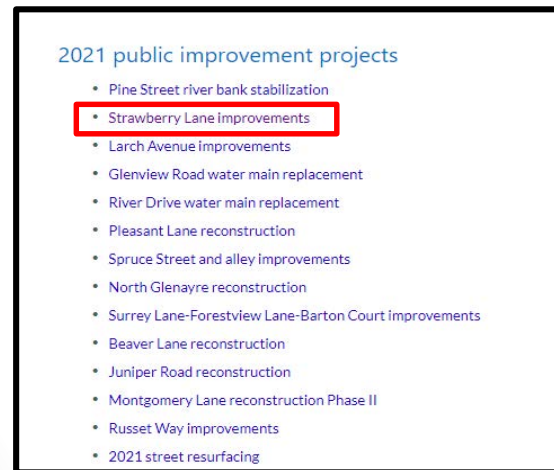 2021 public improvement projects
• Pine Street river bank stabilization
• Strawberry Lane improvements
• Larch Avenue improvements
• Glenview Road water main replacement
• River Drive water main replacement
• Pleasant Lane reconstruction
• Spruce Street and alley improvements
• North Glenayre reconstruction
• Surrey Lane-Forestview Lane-Barton Court improvements
• Beaver Lane reconstruction
• Juniper Road reconstruction
• Montgomery Lane reconstruction Phase II
• Russet Way improvements
• 2021 street resurfacing